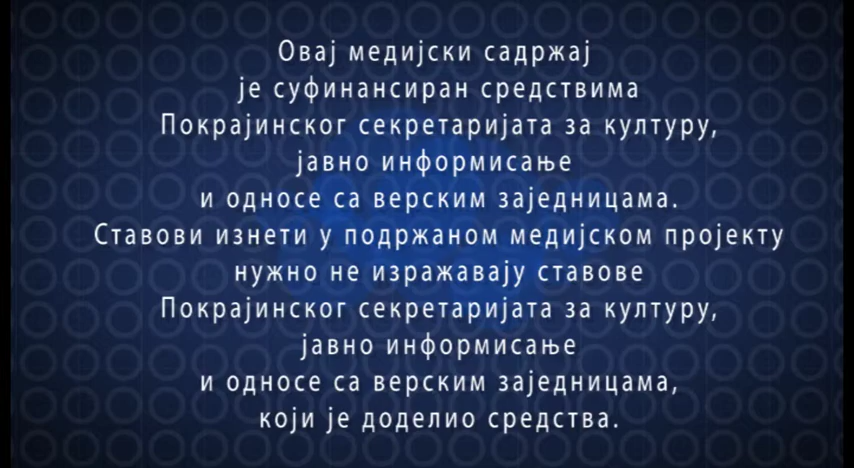 Овај медијски садржај
је суфинансиран средствима
Покрајинског секретаријата за културу,
јавно информисање
и односе са верским заједницама.
Ставови изнети у подржаном медијском пројекту
нужно не изражавају ставове
Покрајинског секретаријата за културу,
јавно информисање
и односе са верским заједницама,
који је доделио средства.